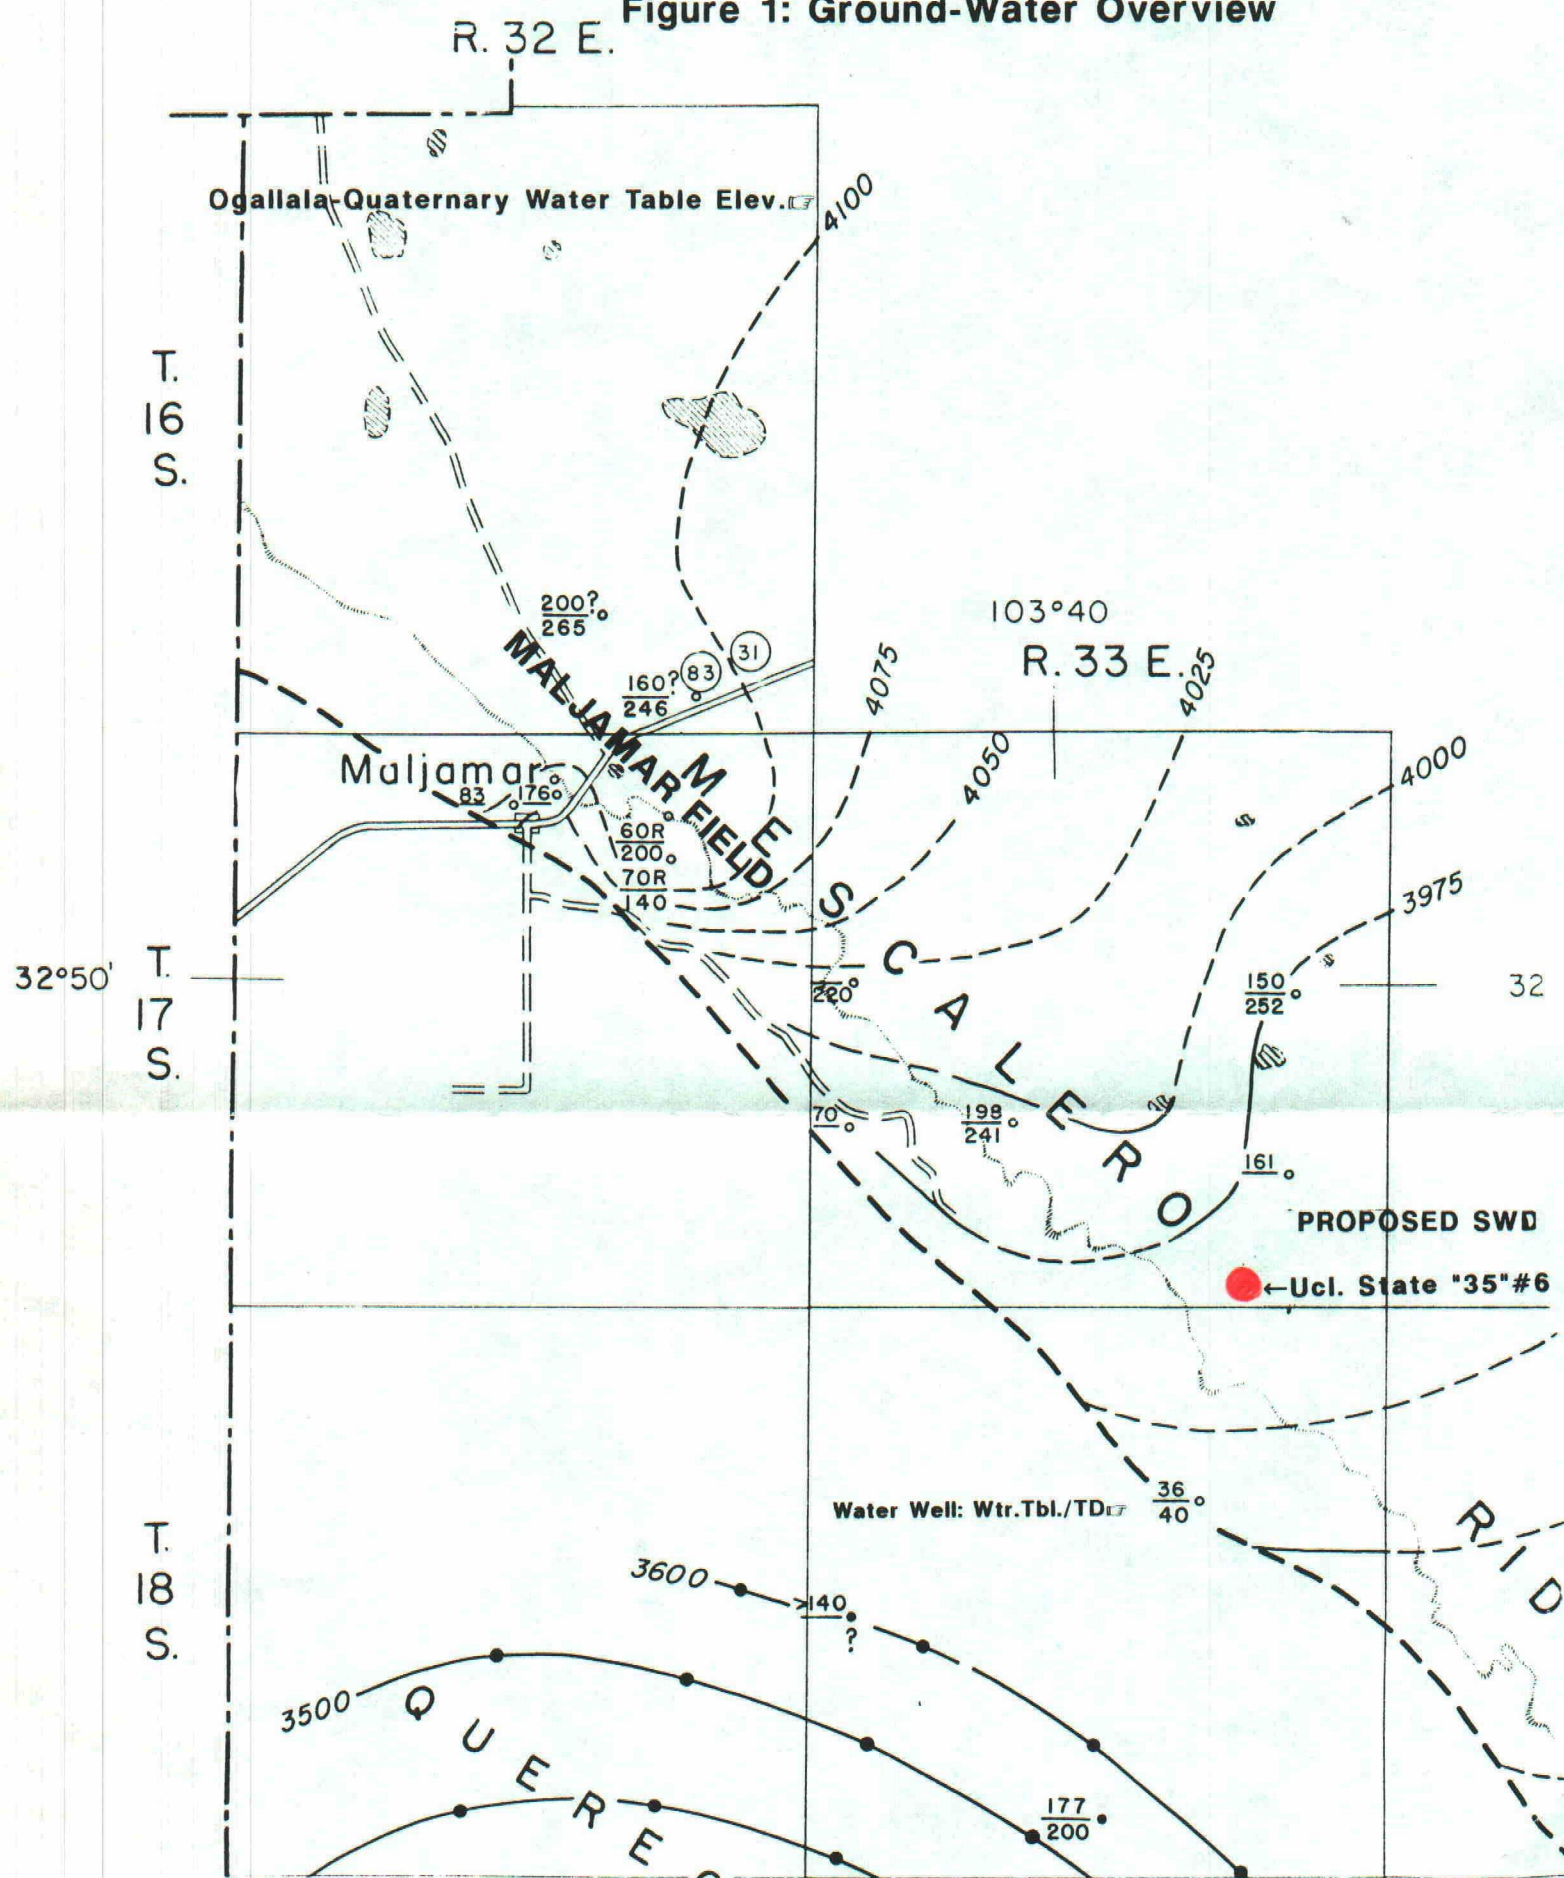 Figure 1: Ground-Water Overview
R. 32 E.
Ogallala-Quaternary Water Table Elev.☞
4100
T.
16
S.
200?
265
103°40
R. 33 E.
31
83
160?
246
4075
4025
MALJAMAR FIELD
4050
4000
Maljamar
83
176
60R
200
70R
140
3975
MESCALERO
RID
32°50'
T.
17
S.
220
150
252
32
70
198
241
161
PROPOSED SWD
←Ucl. State "35"#6
Water Well: Wtr.Tbl./TD☞
36
40
T.
18
S.
3600
>140
?
3500
QUERE
177
200